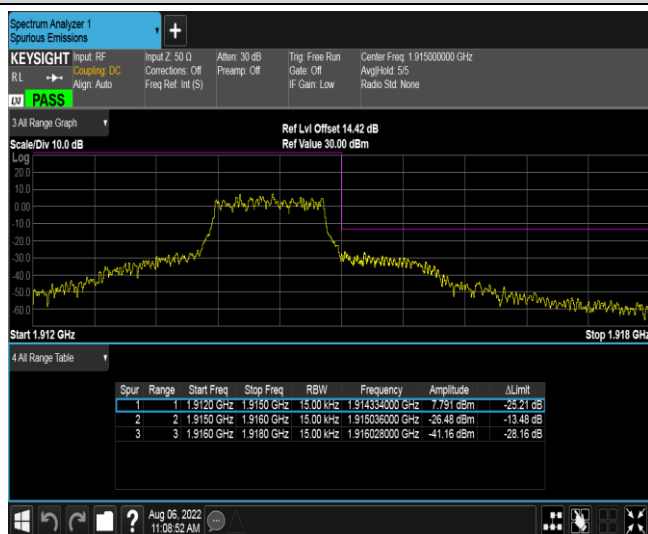 Spectrum Analyzer 1
Spurious Emissions
+
KEYSIGHT Input: RF Input Z: 50 Ω Atten: 30 dB Trig: Free Run Center Freq: 1.915000000 GHz
RL Coupling: DC Corrections: Off Preamp: Off Gate: Off Avg|Hold: 5/5
Align: Auto Freq Ref: Int (S) IF Gain: Low Radio Std: None
LXI PASS
3 All Range Graph Ref Lvl Offset 14.42 dB
Scale/Div 10.0 dB Ref Value 30.00 dBm
Log
20.0
10.0
0.00
-10.0
-20.0
-30.0
-40.0
-50.0
-60.0
Start 1.912 GHz Stop 1.918 GHz
4 All Range Table
Spur Range Start Freq Stop Freq RBW Frequency Amplitude ΔLimit
1 1 1.9120 GHz 1.9150 GHz 15.00 kHz 1.914334000 GHz 7.791 dBm -25.21 dB
2 2 1.9150 GHz 1.9160 GHz 15.00 kHz 1.915036000 GHz -26.48 dBm -13.48 dB
3 3 1.9160 GHz 1.9180 GHz 15.00 kHz 1.916028000 GHz -41.16 dBm -28.16 dB
? Aug 06, 2022
11:08:52 AM